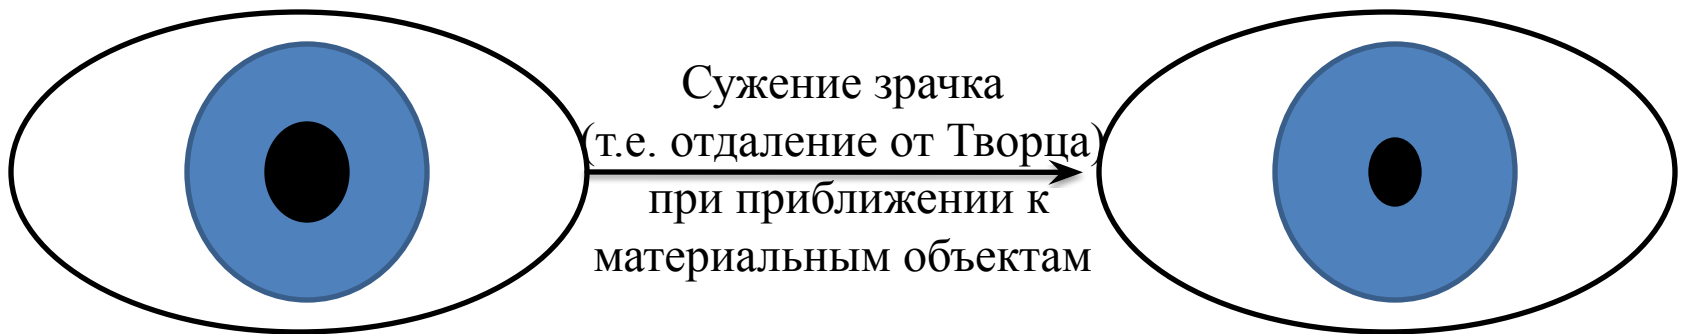 Сужение зрачка
(т.е. отдаление от Творца)
при приближении к
материальным объектам